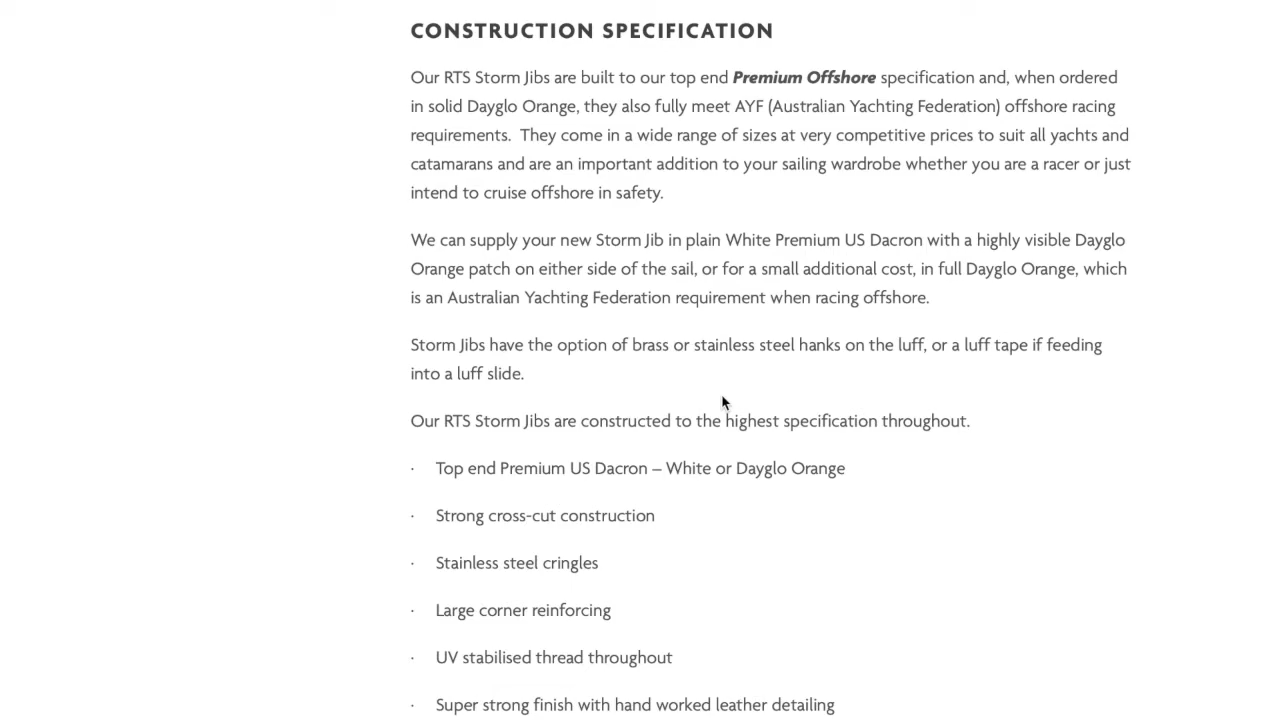 CONSTRUCTION SPECIFICATION
Our RTS Storm Jibs are built to our top end Premium Offshore specification and, when ordered
in solid Dayglo Orange, they also fully meet AYF (Australian Yachting Federation) offshore racing
requirements.  They come in a wide range of sizes at very competitive prices to suit all yachts and
catamarans and are an important addition to your sailing wardrobe whether you are a racer or just
intend to cruise offshore in safety.
We can supply your new Storm Jib in plain White Premium US Dacron with a highly visible Dayglo
Orange patch on either side of the sail, or for a small additional cost, in full Dayglo Orange, which
is an Australian Yachting Federation requirement when racing offshore.
Storm Jibs have the option of brass or stainless steel hanks on the luff, or a luff tape if feeding
into a luff slide.
Our RTS Storm Jibs are constructed to the highest specification throughout.
· Top end Premium US Dacron – White or Dayglo Orange
· Strong cross-cut construction
· Stainless steel cringles
· Large corner reinforcing
· UV stabilised thread throughout
· Super strong finish with hand worked leather detailing